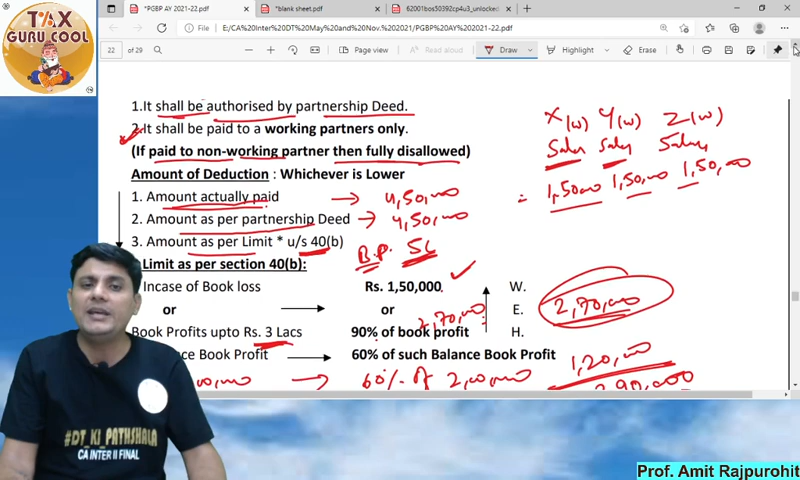 TAX
GURU COOL
*PGBP AY 2021-22.pdf
*blank sheet.pdf
62001bos50392cp4u3_unlocked
E:/CA%20Inter%20DT%20May%20and%20Nov.%202021/PGBP%20AY%202021-22.pdf
22 of 29
Page view
Read aloud
Draw
Highlight
Erase
1.It shall be authorised by partnership Deed.
2.It shall be paid to a working partners only.
(If paid to non-working partner then fully disallowed)
Amount of Deduction : Whichever is Lower
1. Amount actually paid → 4,50,000
2. Amount as per partnership Deed → 4,50,000
3. Amount as per Limit * u/s 40(b)
B.P. 5L
X(w) Y(w) Z(w)
Salary Salary Salary
= 1,50,000 1,50,000 1,50,000
Limit as per section 40(b):
Incase of Book loss Rs. 1,50,000. W.
or or E. 2,70,000
2,70,000
Book Profits upto Rs. 3 Lacs 90% of book profit H.
Book Profit 60% of such Balance Book Profit
1,20,000
60% of 2,00,000
#DT_KI_PATHSHALA
CA INTER II FINAL
Prof. Amit Rajpurohit